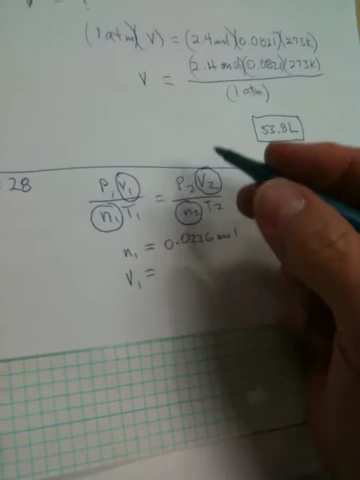 (1 atm)(V) = (2.4 mol)(0.0821)(273K)
V = (2.4 mol)(0.0821)(273K)
(1 atm)
53.8L
28
P₁V₁ = P₂V₂
n₁T₁ n₂T₂
n₁ = 0.0226 mol
V₁ =